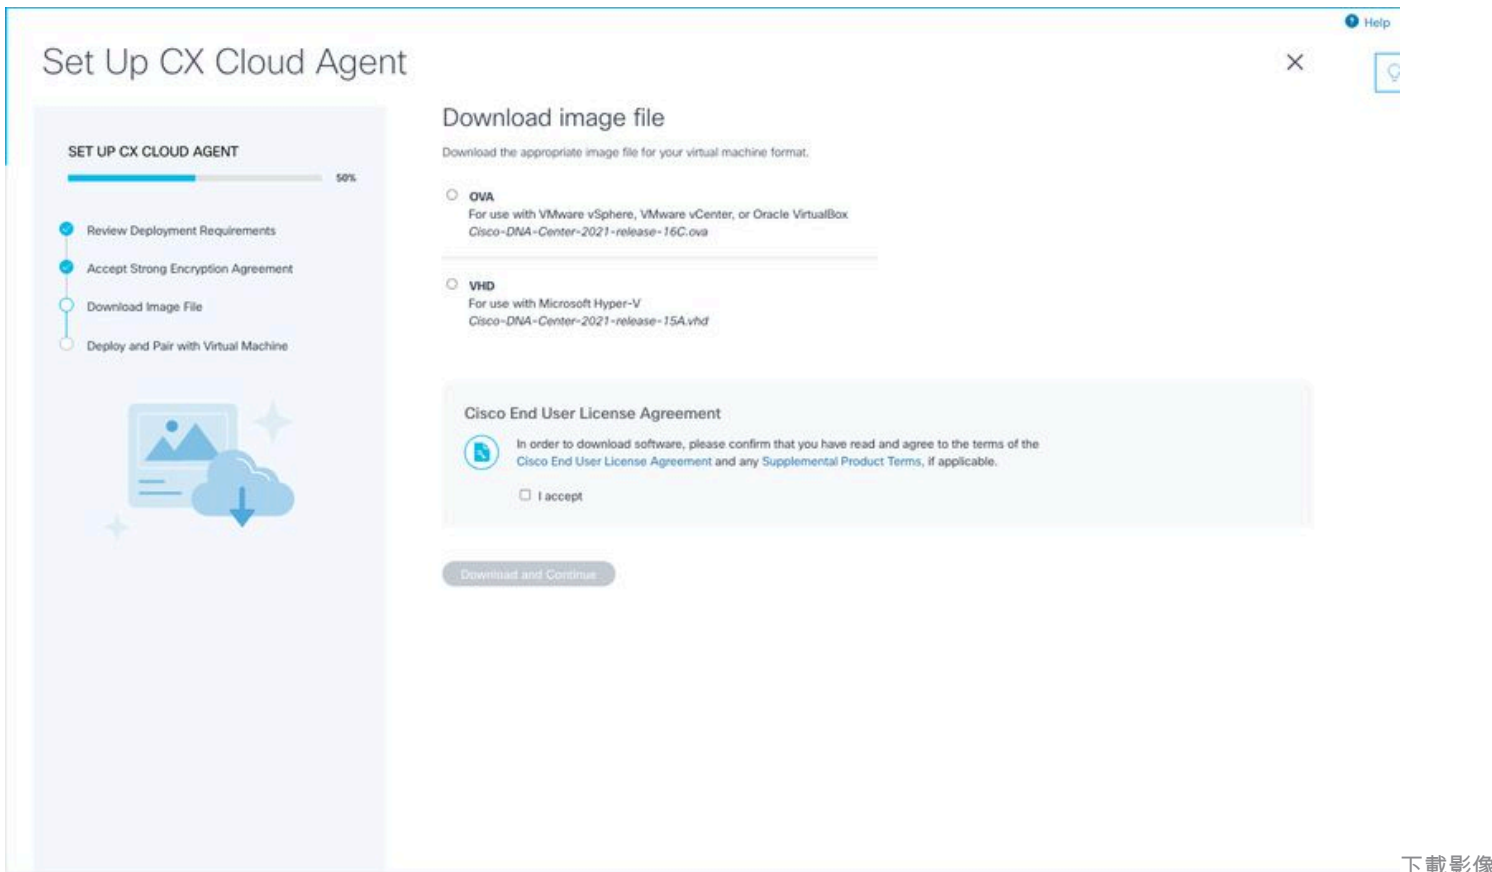 Help
Set Up CX Cloud Agent
SET UP CX CLOUD AGENT
50%
Review Deployment Requirements
Accept Strong Encryption Agreement
Download Image File
Deploy and Pair with Virtual Machine
Download image file
Download the appropriate image file for your virtual machine format.
OVA
For use with VMware vSphere, VMware vCenter, or Oracle VirtualBox
Cisco-DNA-Center-2021-release-16C.ova
VHD
For use with Microsoft Hyper-V
Cisco-DNA-Center-2021-release-15A.vhd
Cisco End User License Agreement
In order to download software, please confirm that you have read and agree to the terms of the
Cisco End User License Agreement and any Supplemental Product Terms, if applicable.
I accept
Download and Continue
下載影像